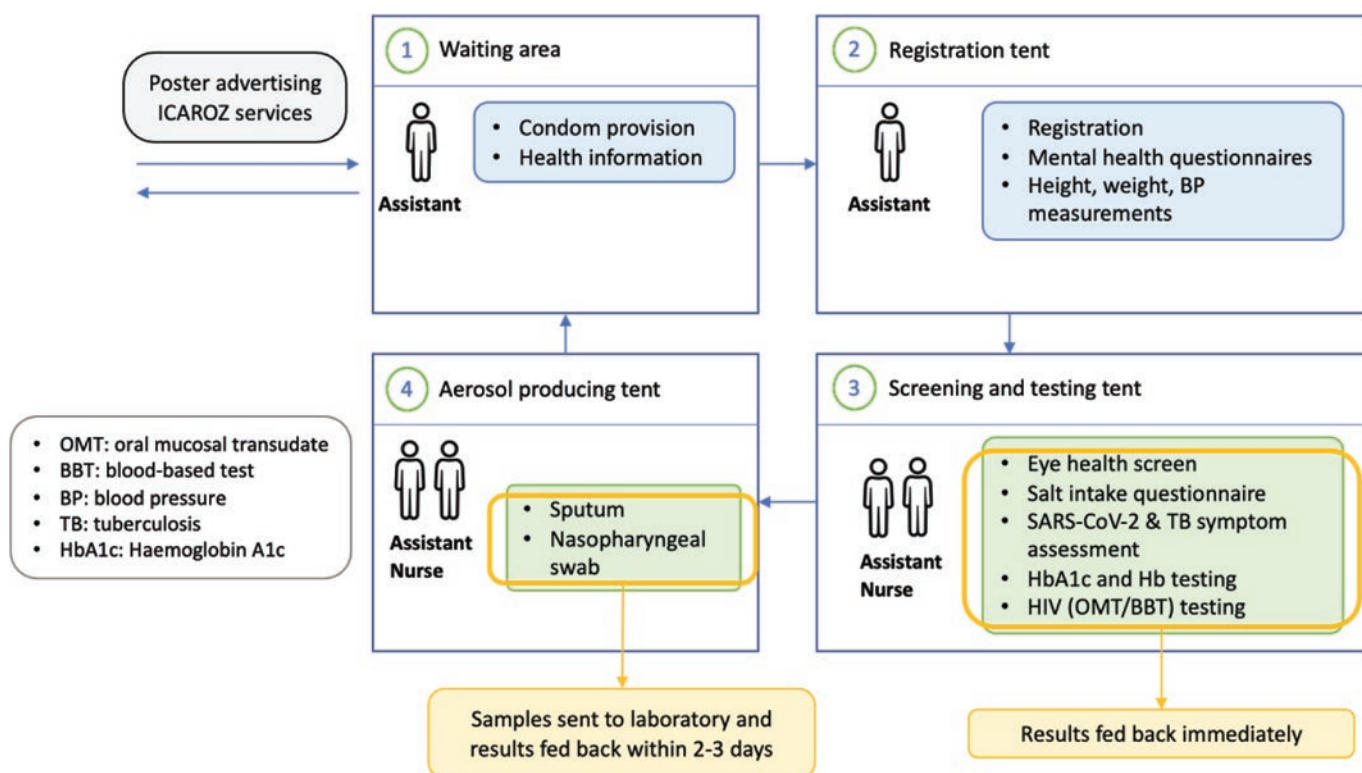 Poster advertising
ICAROZ services
1 Waiting area
Assistant
• Condom provision
• Health information
2 Registration tent
Assistant
• Registration
• Mental health questionnaires
• Height, weight, BP
measurements
3 Screening and testing tent
Assistant
Nurse
• Eye health screen
• Salt intake questionnaire
• SARS-CoV-2 & TB symptom
assessment
• HbA1c and Hb testing
• HIV (OMT/BBT) testing
Results fed back immediately
4 Aerosol producing tent
Assistant
Nurse
• Sputum
• Nasopharyngeal
swab
Samples sent to laboratory and
results fed back within 2-3 days
• OMT: oral mucosal transudate
• BBT: blood-based test
• BP: blood pressure
• TB: tuberculosis
• HbA1c: Haemoglobin A1c